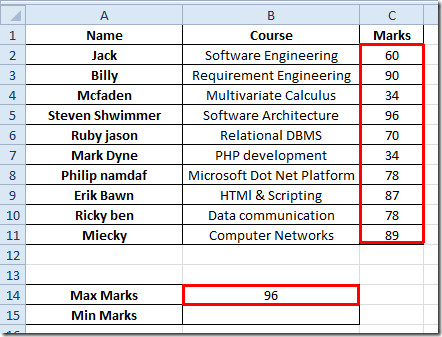 A B C
1 Name Course Marks
2 Jack Software Engineering 60
3 Billy Requirement Engineering 90
4 Mcfaden Multivariate Calculus 34
5 Steven Shwimmer Software Architecture 96
6 Ruby jason Relational DBMS 70
7 Mark Dyne PHP development 34
8 Philip namdaf Microsoft Dot Net Platform 78
9 Erik Bawn HTMl & Scripting 87
10 Ricky ben Data communication 78
11 Miecky Computer Networks 89
12
13
14 Max Marks 96
15 Min Marks